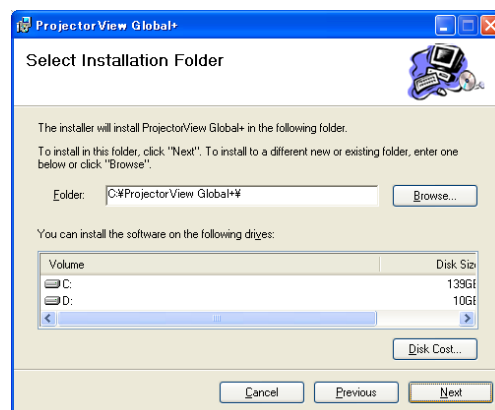 ProjectorView Global+
Select Installation Folder
The installer will install ProjectorView Global+ in the following folder.
To install in this folder, click "Next". To install to a different new or existing folder, enter one
below or click "Browse".
Folder: C:¥ProjectorView Global+¥ Browse...
You can install the software on the following drives:
Volume Disk Siz
C: 139GB
D: 10GB
Disk Cost...
Cancel Previous Next